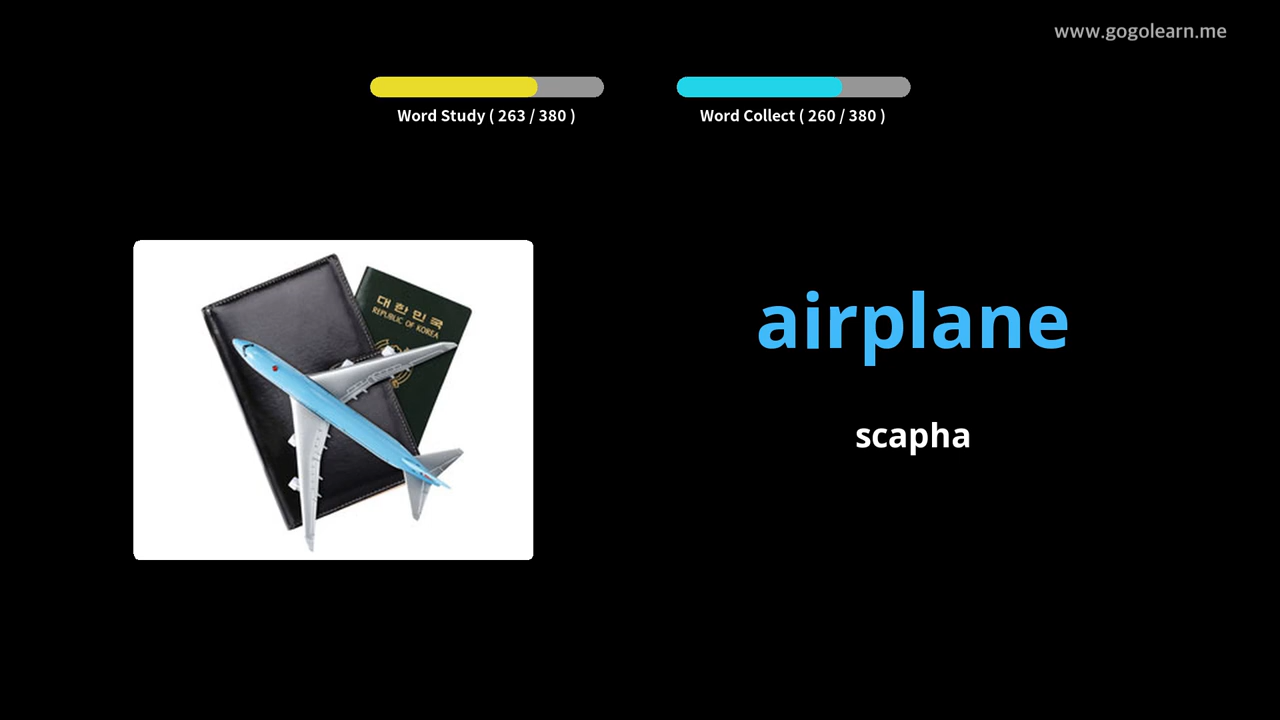 www.gogolearn.me
Word Study ( 263 / 380 )
Word Collect ( 260 / 380 )
대한민국
REPUBLIC OF KOREA
airplane
scapha